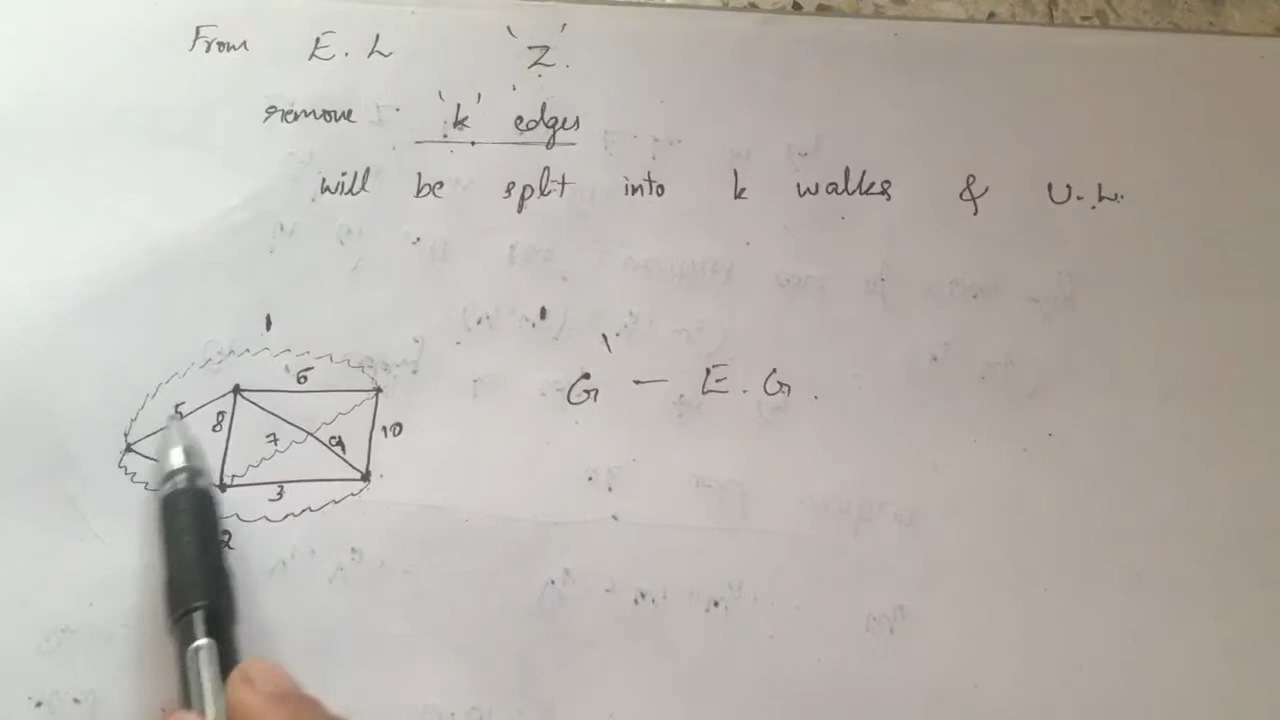 From E. L 'Z'.
remove 'k' edges
will be split into k walks & U. L.
1
6
5
8
7
9
10
3
2
G' - E. G.